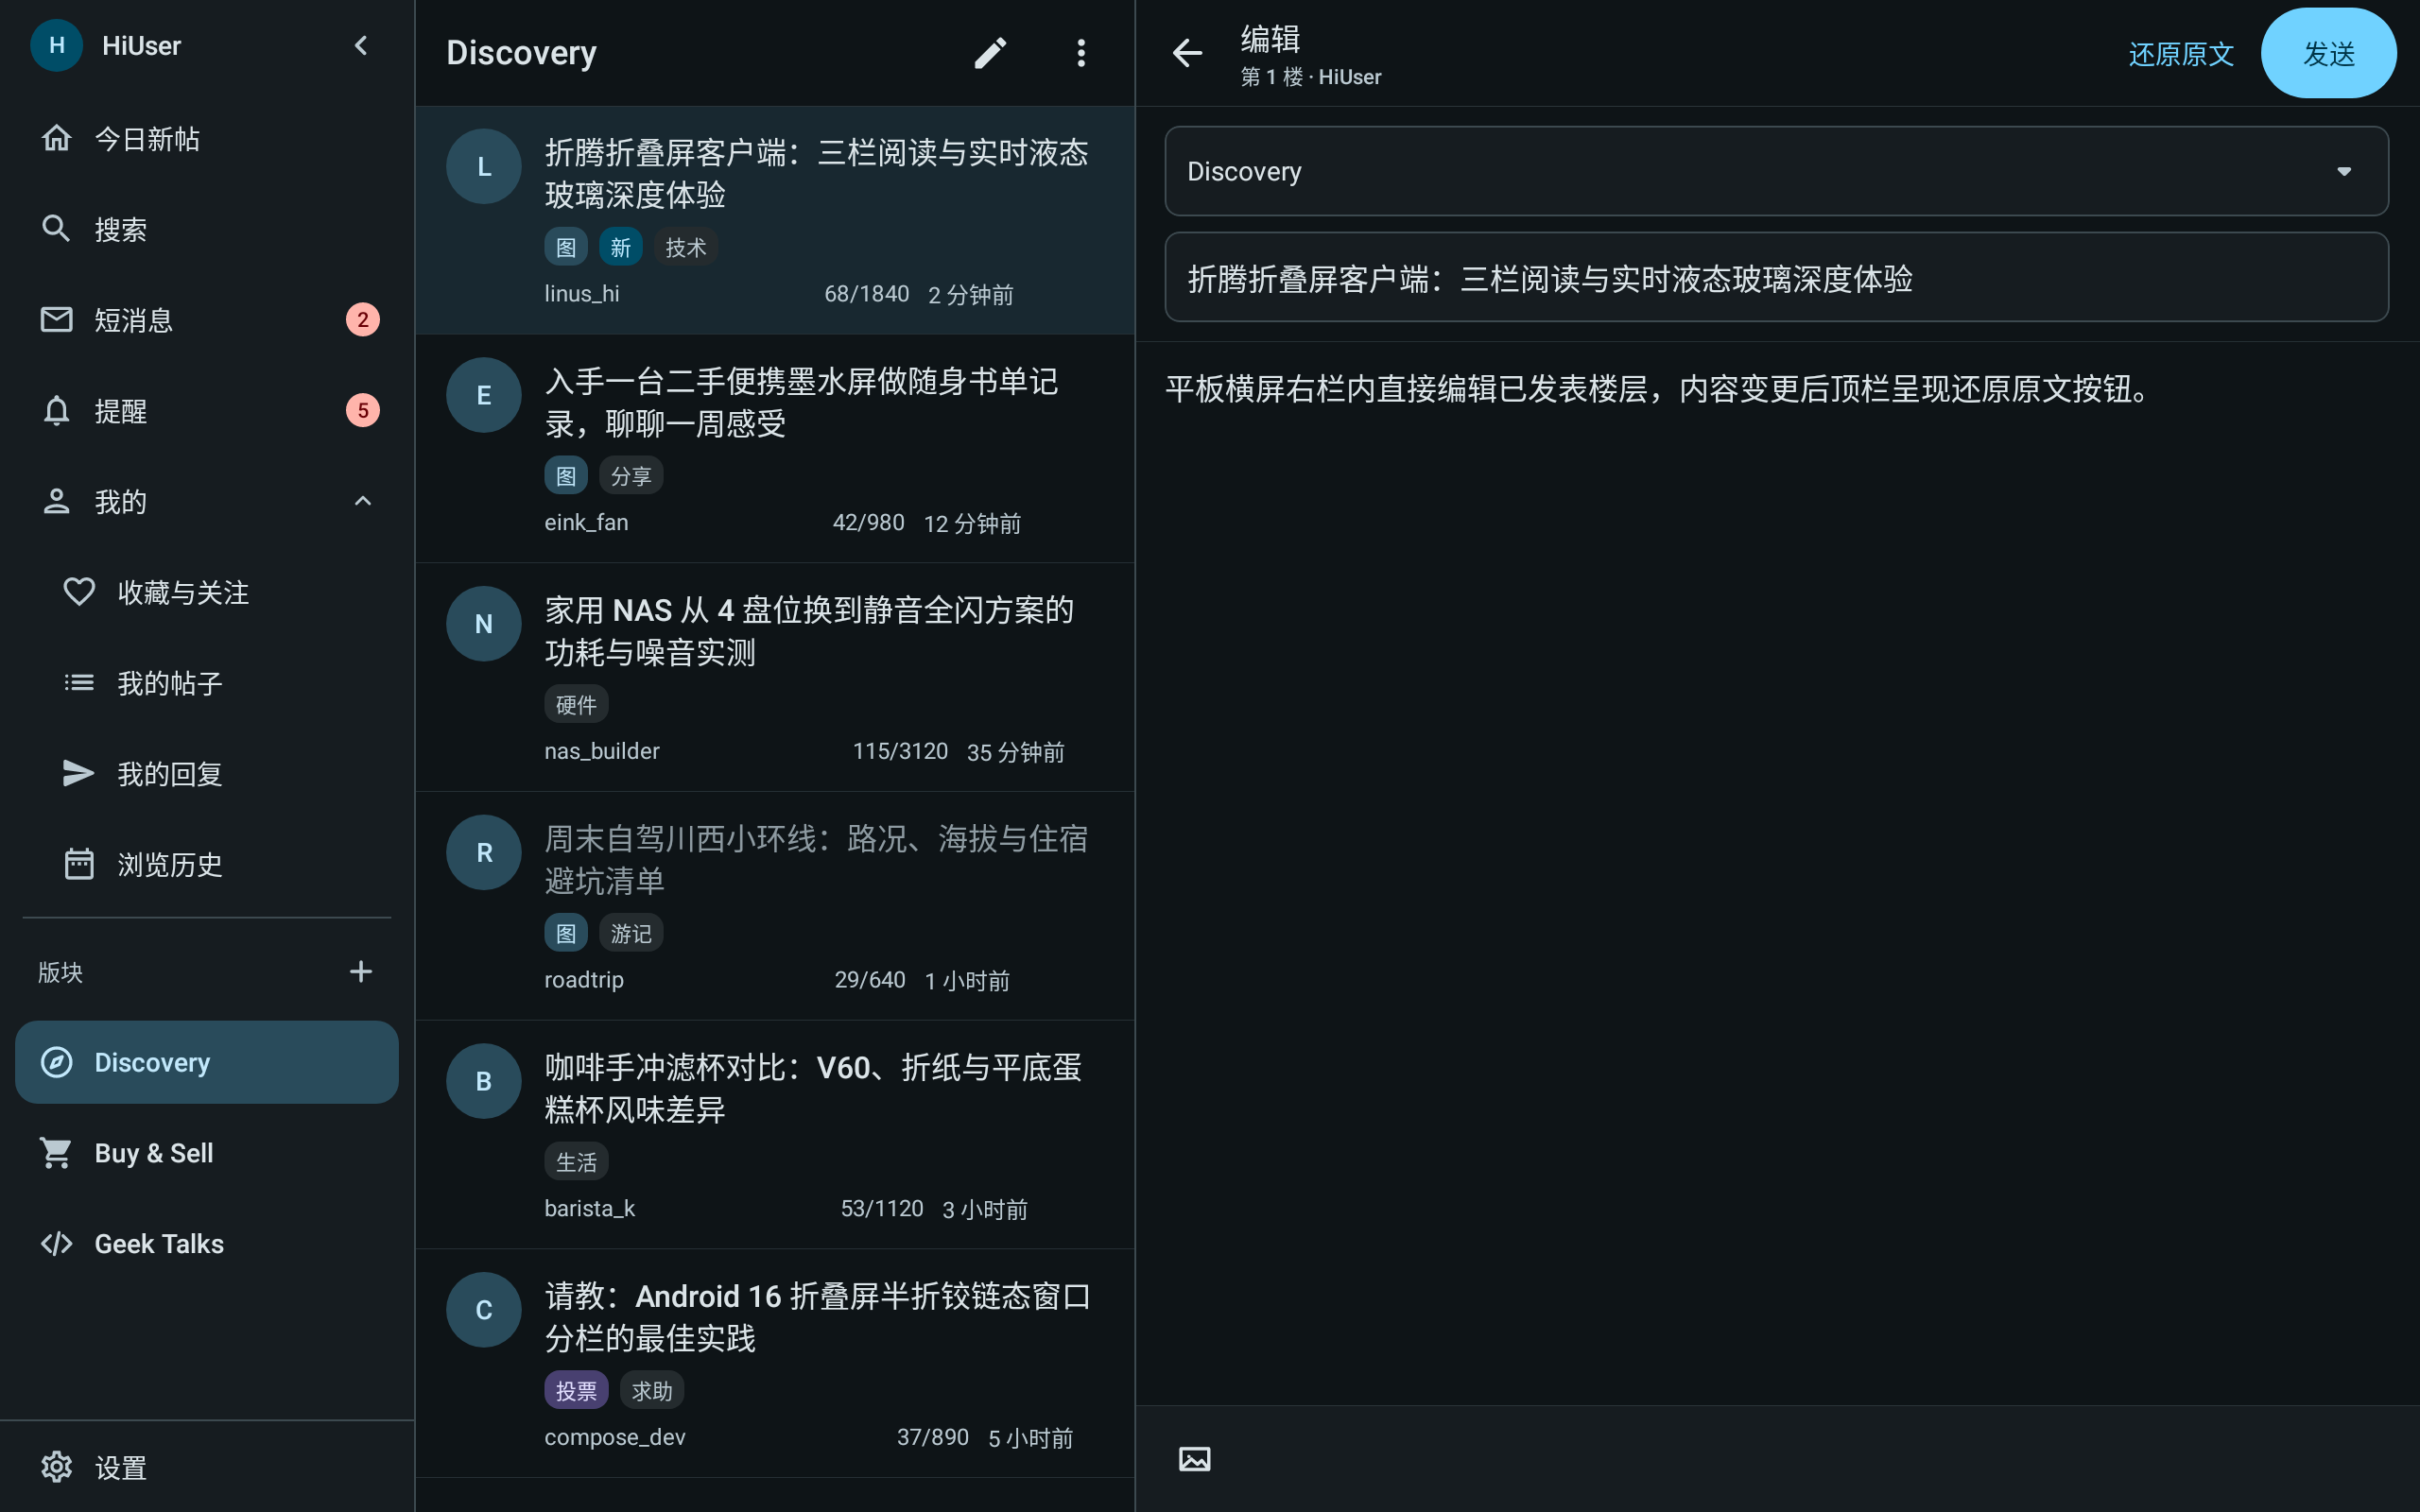 H
HiUser
今日新帖
搜索
短消息
2
提醒
5
我的
收藏与关注
我的帖子
我的回复
浏览历史
版块
Discovery
Buy & Sell
Geek Talks
设置
Discovery
L
折腾折叠屏客户端：三栏阅读与实时液态
玻璃深度体验
图 新 技术
linus_hi 68/1840 2 分钟前
E
入手一台二手便携墨水屏做随身书单记
录，聊聊一周感受
图 分享
eink_fan 42/980 12 分钟前
N
家用 NAS 从 4 盘位换到静音全闪方案的
功耗与噪音实测
硬件
nas_builder 115/3120 35 分钟前
R
周末自驾川西小环线：路况、海拔与住宿
避坑清单
图 游记
roadtrip 29/640 1 小时前
B
咖啡手冲滤杯对比：V60、折纸与平底蛋
糕杯风味差异
生活
barista_k 53/1120 3 小时前
C
请教：Android 16 折叠屏半折铰链态窗口
分栏的最佳实践
投票 求助
compose_dev 37/890 5 小时前
编辑
第 1 楼 · HiUser
还原原文
发送
Discovery
折腾折叠屏客户端：三栏阅读与实时液态玻璃深度体验
平板横屏右栏内直接编辑已发表楼层，内容变更后顶栏呈现还原原文按钮。